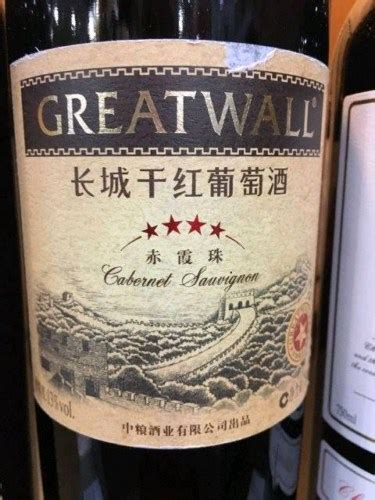 GREATWALL®
长城干红葡萄酒
赤霞珠
Cabernet Sauvignon
中粮酒业有限公司出品
750ml